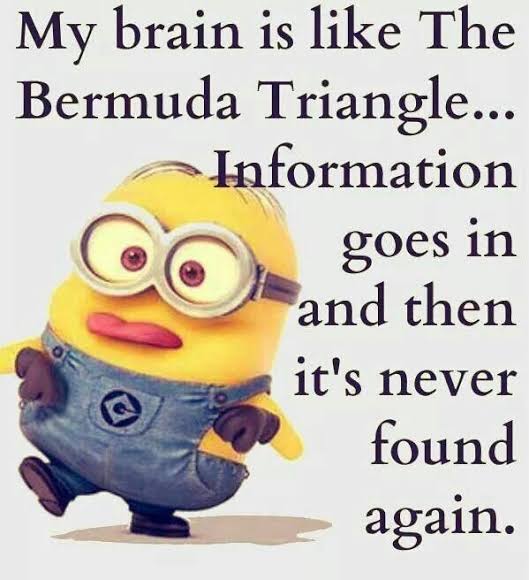 My brain is like The
Bermuda Triangle...
Information
goes in
and then
it's never
found
again.